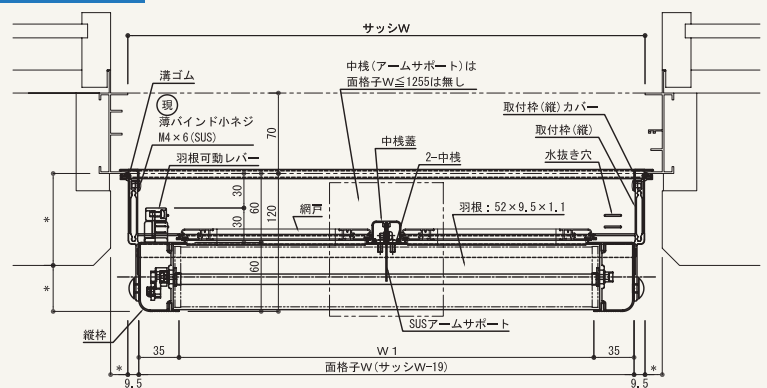 サッシW
溝ゴム
現
薄バインド小ネジ
M4×6(SUS)
羽根可動レバー
中桟(アームサポート)は
面格子W≦1255は無し
取付枠(縦)カバー
取付枠(縦)
水抜き穴
中桟蓋
2-中桟
網戸
羽根：52×9.5×1.1
70
30
60
120
30
60
*
*
SUSアームサポート
縦枠
35
W1
35
*
面格子W(サッシW-19)
*
9.5
9.5